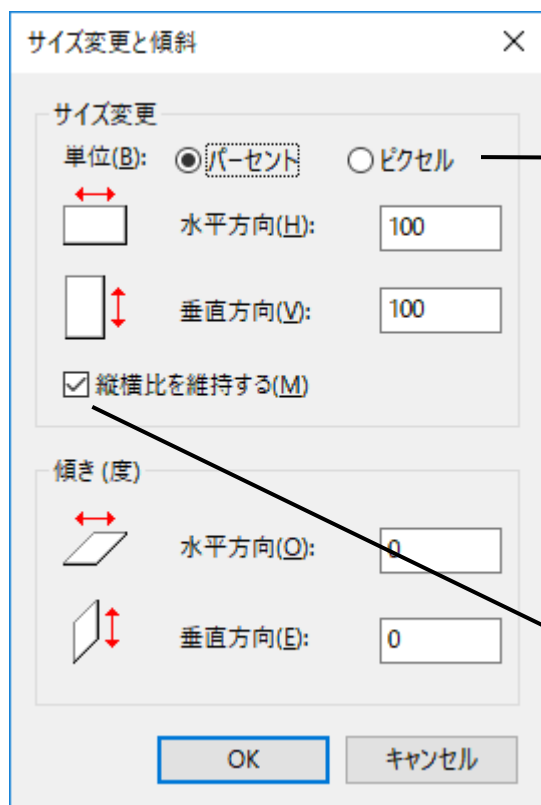 サイズ変更と傾斜
サイズ変更
単位(B): パーセント ピクセル
水平方向(H): 100
垂直方向(V): 100
縦横比を維持する(M)
傾き (度)
水平方向(O): 0
垂直方向(E): 0
OK キャンセル